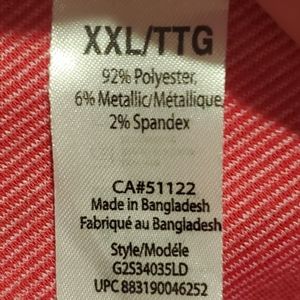 XXL/TTG
92% Polyester,
6% Metallic/Métallique,
2% Spandex
CA#51122
Made in Bangladesh
Fabriqué au Bangladesh
Style/Modéle
G2S34035LD
UPC 883190046252